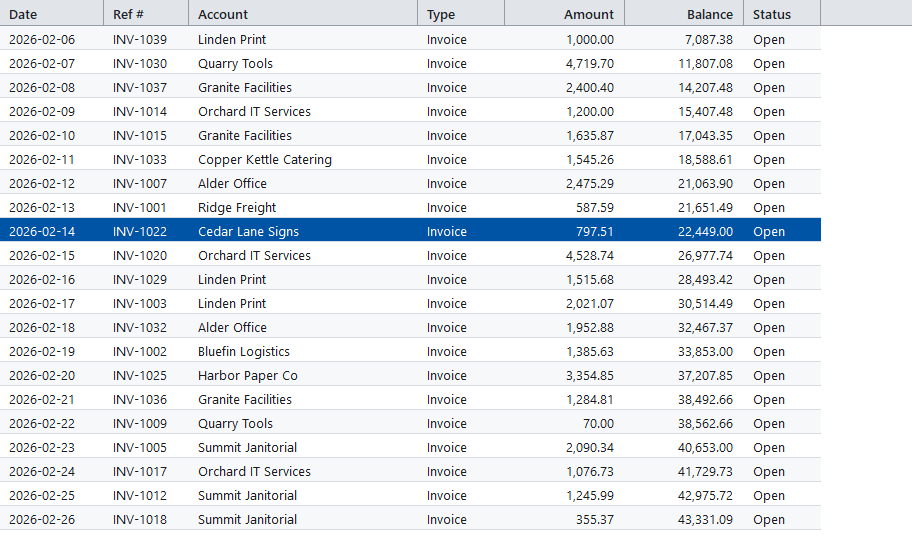 Date Ref # Account Type Amount Balance Status
2026-02-06 INV-1039 Linden Print Invoice 1,000.00 7,087.38 Open
2026-02-07 INV-1030 Quarry Tools Invoice 4,719.70 11,807.08 Open
2026-02-08 INV-1037 Granite Facilities Invoice 2,400.40 14,207.48 Open
2026-02-09 INV-1014 Orchard IT Services Invoice 1,200.00 15,407.48 Open
2026-02-10 INV-1015 Granite Facilities Invoice 1,635.87 17,043.35 Open
2026-02-11 INV-1033 Copper Kettle Catering Invoice 1,545.26 18,588.61 Open
2026-02-12 INV-1007 Alder Office Invoice 2,475.29 21,063.90 Open
2026-02-13 INV-1001 Ridge Freight Invoice 587.59 21,651.49 Open
2026-02-14 INV-1022 Cedar Lane Signs Invoice 797.51 22,449.00 Open
2026-02-15 INV-1020 Orchard IT Services Invoice 4,528.74 26,977.74 Open
2026-02-16 INV-1029 Linden Print Invoice 1,515.68 28,493.42 Open
2026-02-17 INV-1003 Linden Print Invoice 2,021.07 30,514.49 Open
2026-02-18 INV-1032 Alder Office Invoice 1,952.88 32,467.37 Open
2026-02-19 INV-1002 Bluefin Logistics Invoice 1,385.63 33,853.00 Open
2026-02-20 INV-1025 Harbor Paper Co Invoice 3,354.85 37,207.85 Open
2026-02-21 INV-1036 Granite Facilities Invoice 1,284.81 38,492.66 Open
2026-02-22 INV-1009 Quarry Tools Invoice 70.00 38,562.66 Open
2026-02-23 INV-1005 Summit Janitorial Invoice 2,090.34 40,653.00 Open
2026-02-24 INV-1017 Orchard IT Services Invoice 1,076.73 41,729.73 Open
2026-02-25 INV-1012 Summit Janitorial Invoice 1,245.99 42,975.72 Open
2026-02-26 INV-1018 Summit Janitorial Invoice 355.37 43,331.09 Open